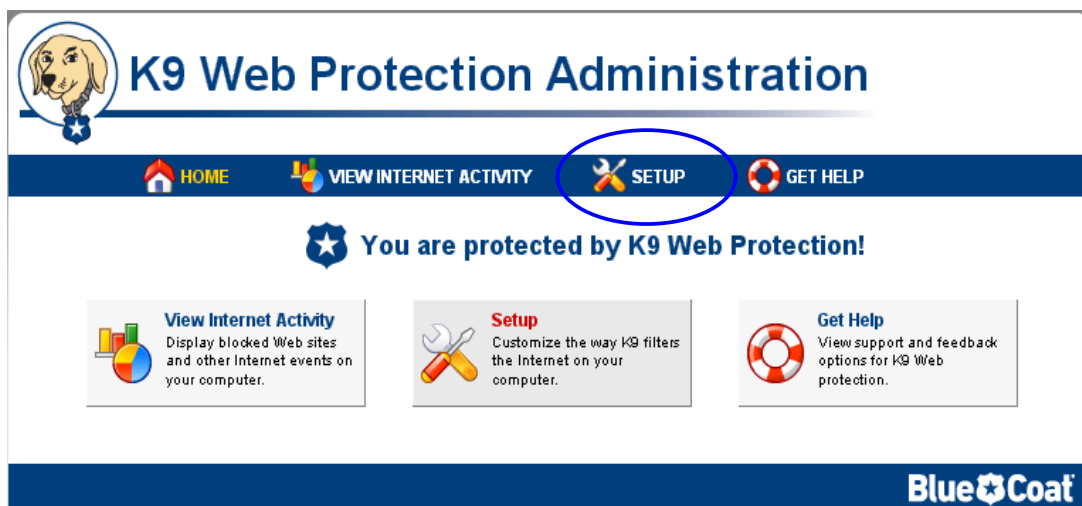 K9 Web Protection Administration
HOME
VIEW INTERNET ACTIVITY
SETUP
GET HELP
You are protected by K9 Web Protection!
View Internet Activity
Display blocked Web sites
and other Internet events on
your computer.
Setup
Customize the way K9 filters
the Internet on your
computer.
Get Help
View support and feedback
options for K9 Web
protection.
Blue Coat